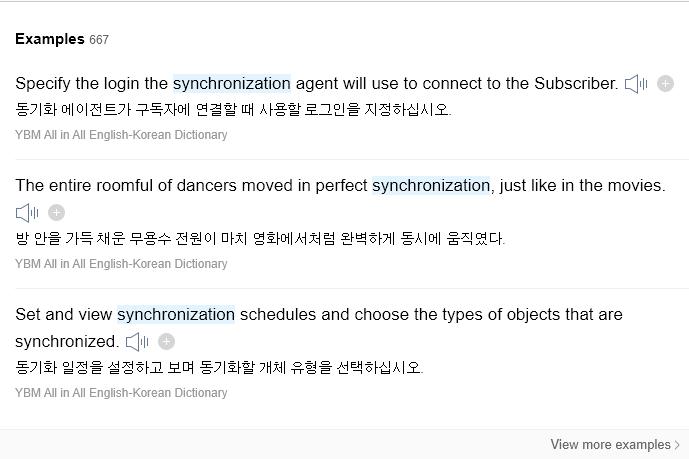 Examples 667
Specify the login the synchronization agent will use to connect to the Subscriber.
동기화 에이전트가 구독자에 연결할 때 사용할 로그인을 지정하십시오.
YBM All in All English-Korean Dictionary
The entire roomful of dancers moved in perfect synchronization, just like in the movies.
방 안을 가득 채운 무용수 전원이 마치 영화에서처럼 완벽하게 동시에 움직였다.
YBM All in All English-Korean Dictionary
Set and view synchronization schedules and choose the types of objects that are
synchronized.
동기화 일정을 설정하고 보며 동기화할 개체 유형을 선택하십시오.
YBM All in All English-Korean Dictionary
View more examples >